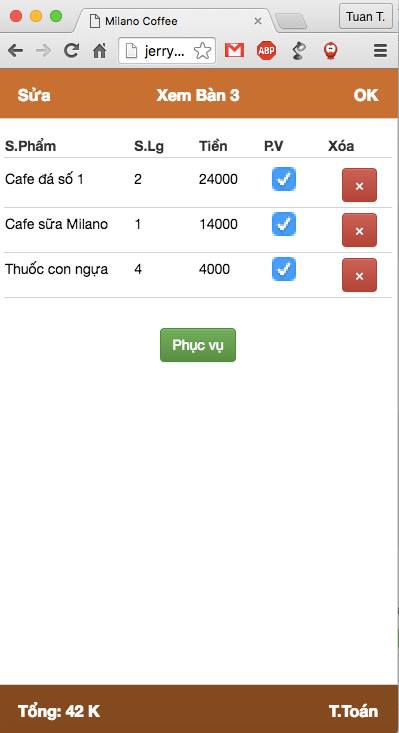 Milano Coffee
Tuan T.
jerry...
ABP
Sửa Xem Bàn 3 OK
S.Phẩm S.Lg Tiền P.V Xóa
Cafe đá số 1 2 24000 ×
Cafe sữa Milano 1 14000 ×
Thuốc con ngựa 4 4000 ×
Phục vụ
Tổng: 42 K T.Toán